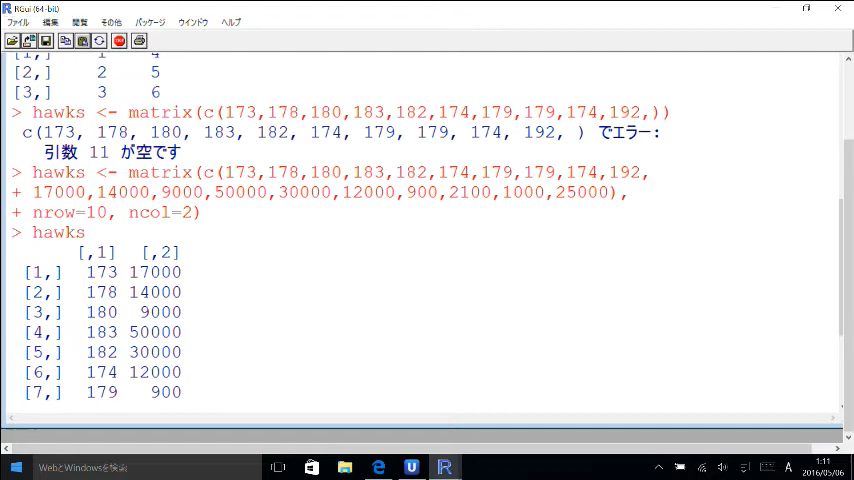 RGui (64-bit)
ファイル 編集 閲覧 その他 パッケージ ウインドウ ヘルプ
[1,] 1 4
[2,] 2 5
[3,] 3 6
> hawks <- matrix(c(173,178,180,183,182,174,179,179,174,192,))
c(173, 178, 180, 183, 182, 174, 179, 179, 174, 192, ) でエラー:
引数 11 が空です
> hawks <- matrix(c(173,178,180,183,182,174,179,179,174,192,
+ 17000,14000,9000,50000,30000,12000,900,2100,1000,25000),
+ nrow=10, ncol=2)
> hawks
[,1] [,2]
[1,] 173 17000
[2,] 178 14000
[3,] 180 9000
[4,] 183 50000
[5,] 182 30000
[6,] 174 12000
[7,] 179 900
WebとWindowsを検索
A
1:11
2016/05/06